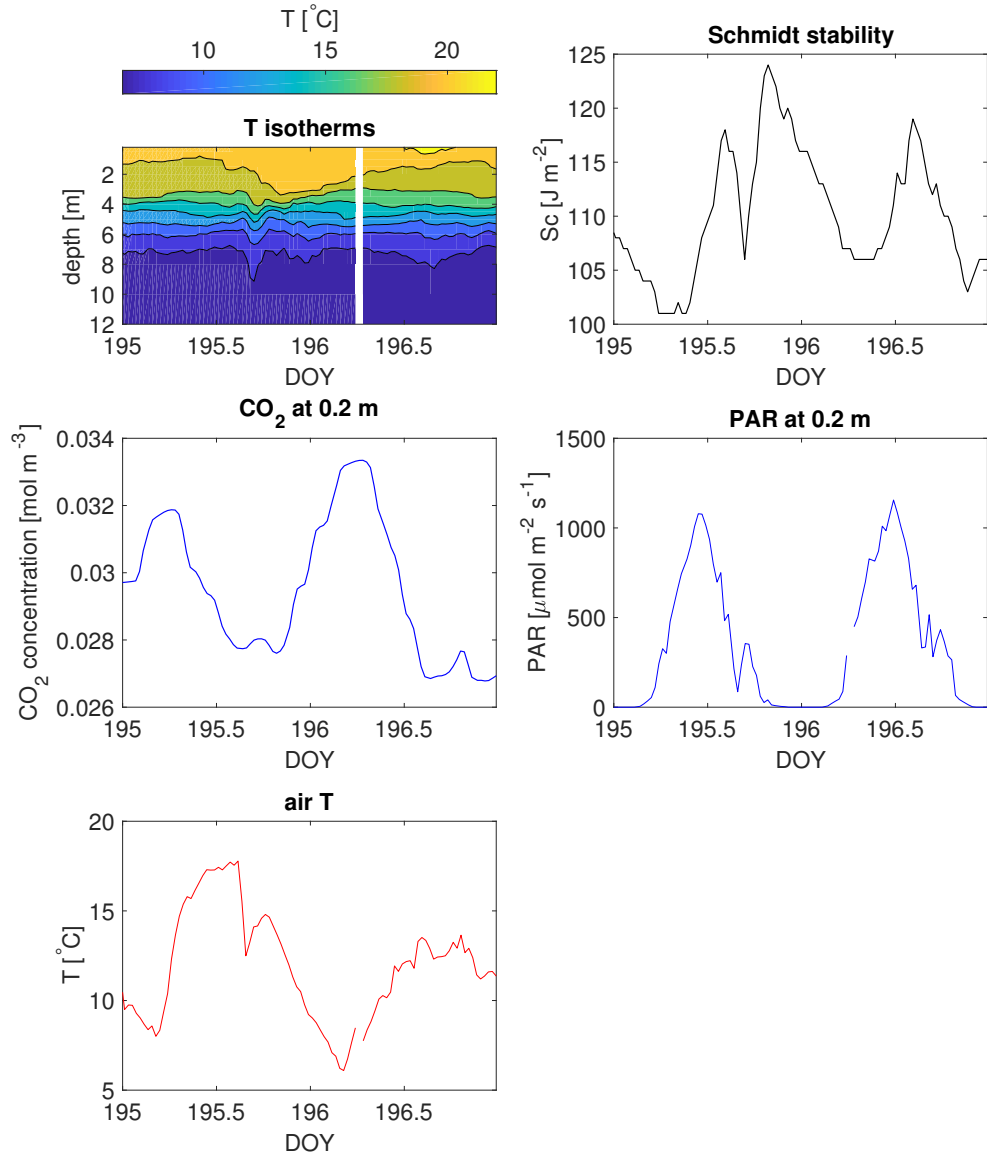 T [°C]
10 15 20
T isotherms
depth [m]
2
4
6
8
10
12
195 195.5 196 196.5
DOY
Schmidt stability
Sc [J m-2]
125
120
115
110
105
100
195 195.5 196 196.5
DOY
CO2 at 0.2 m
CO2 concentration [mol m-3]
0.034
0.032
0.03
0.028
0.026
195 195.5 196 196.5
DOY
PAR at 0.2 m
PAR [μmol m-2 s-1]
1500
1000
500
0
195 195.5 196 196.5
DOY
air T
T [°C]
20
15
10
5
195 195.5 196 196.5
DOY